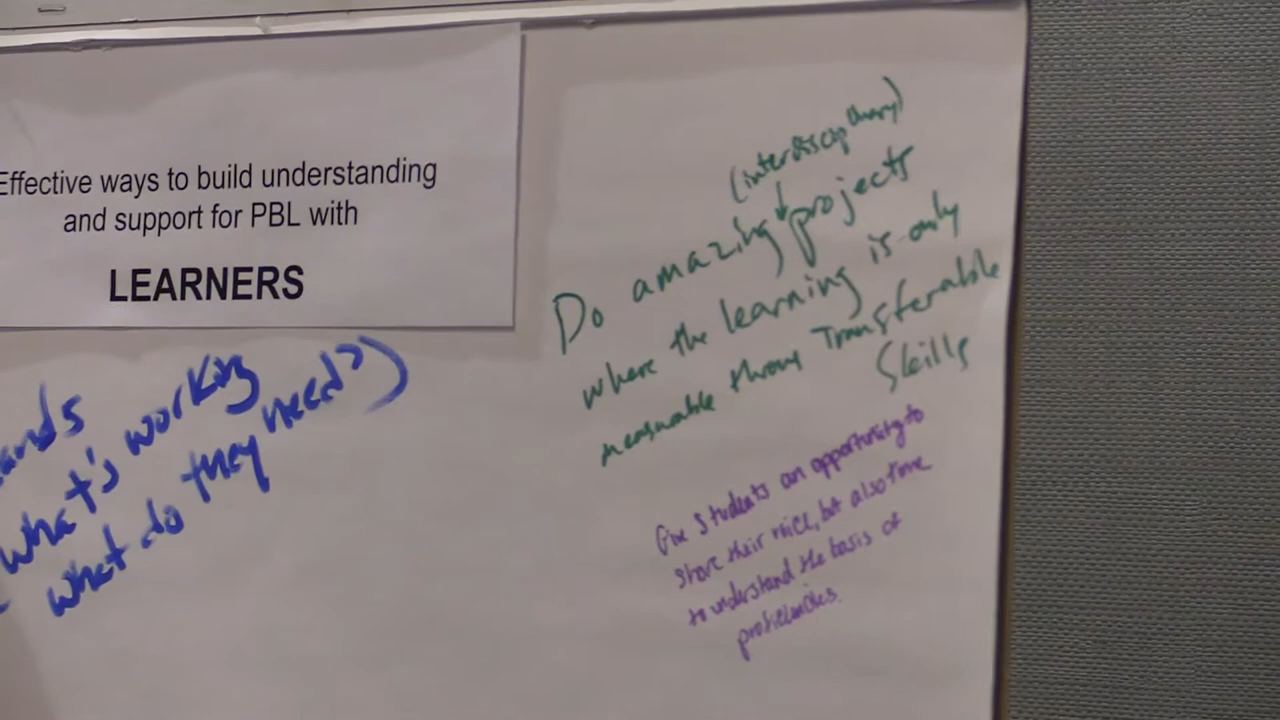 Effective ways to build understanding
and support for PBL with
LEARNERS
ands
what's working
what do they need?)
(interdisciplinary)
Do amazing projects
where the learning is only
measurable throug Transferable
Skills
Give Students an opportunity to
share their voice, but also time
to understand the basis of
proficiencies.